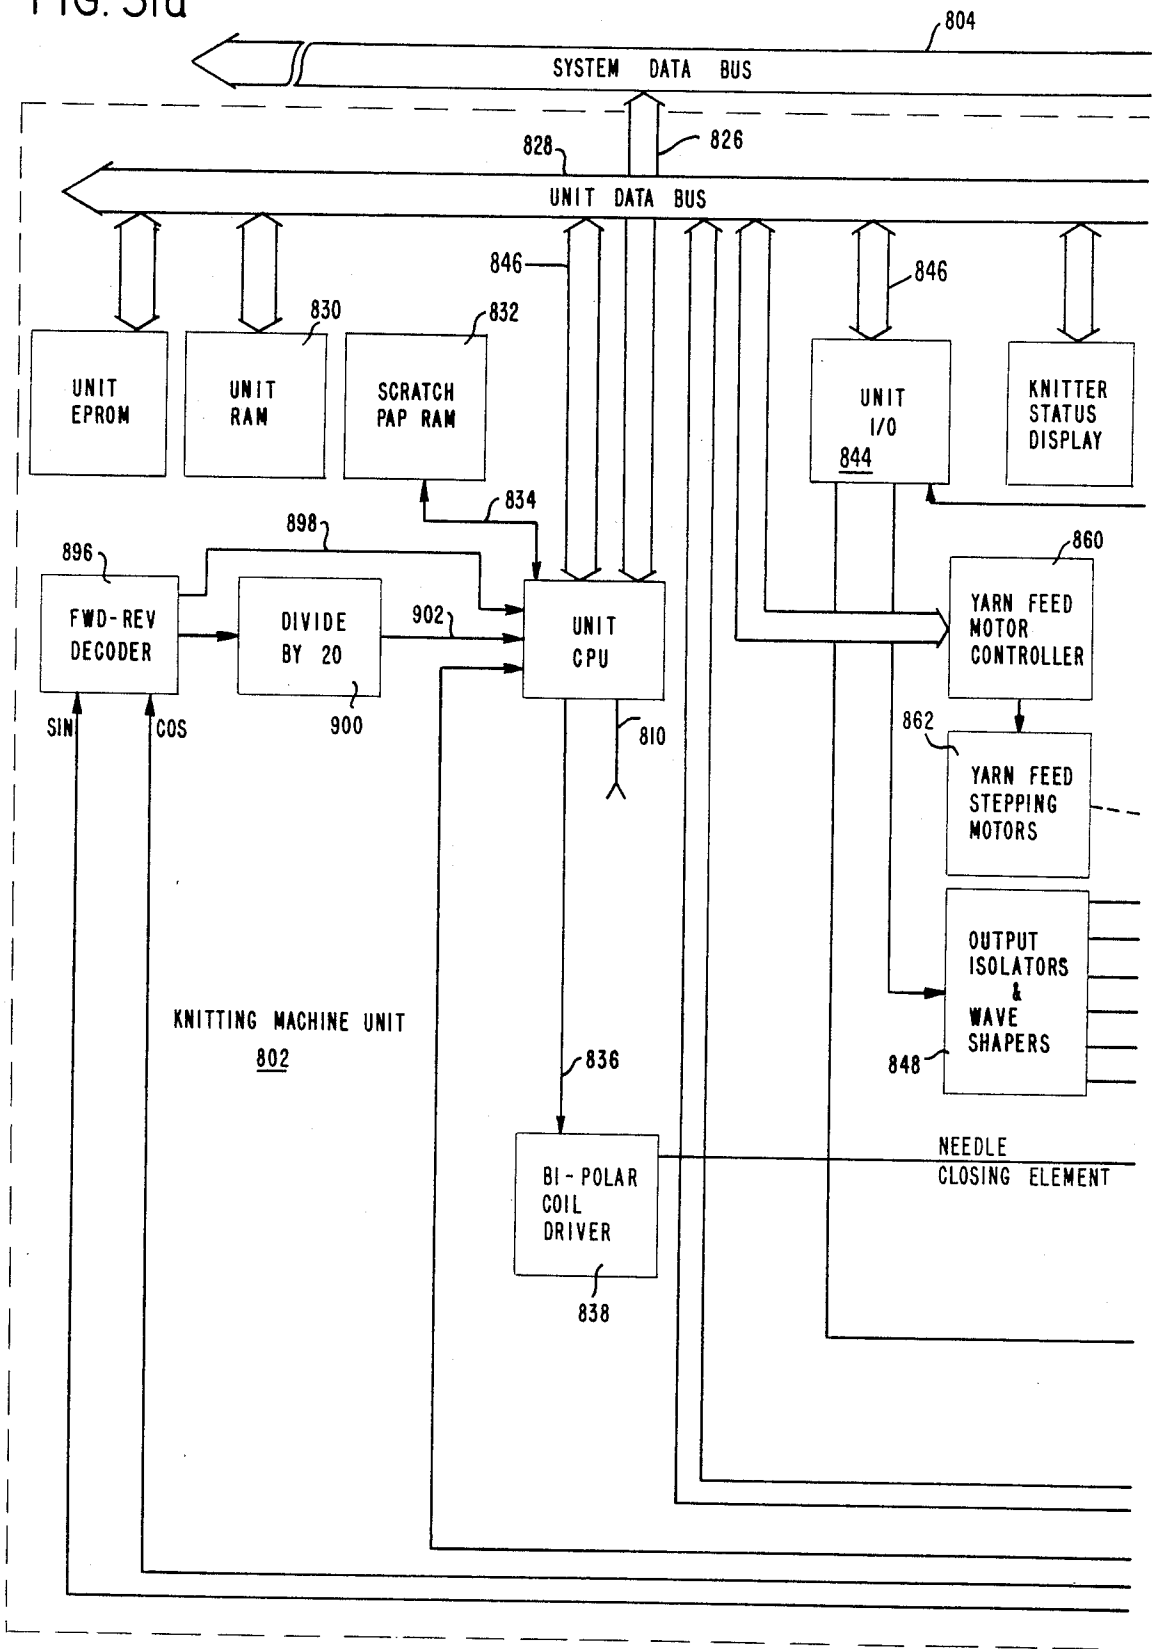 FIG. 31a
804
SYSTEM DATA BUS
826
828
UNIT DATA BUS
846
846
830
832
UNIT
EPROM
UNIT
RAM
SCRATCH
PAP RAM
UNIT
I/O
844
KNITTER
STATUS
DISPLAY
834
898
896
FWD-REV
DECODER
DIVIDE
BY 20
900
902
UNIT
CPU
860
YARN FEED
MOTOR
CONTROLLER
SIN
COS
810
862
YARN FEED
STEPPING
MOTORS
OUTPUT
ISOLATORS
&
WAVE
SHAPERS
848
KNITTING MACHINE UNIT
802
836
BI-POLAR
COIL
DRIVER
838
NEEDLE
CLOSING ELEMENT